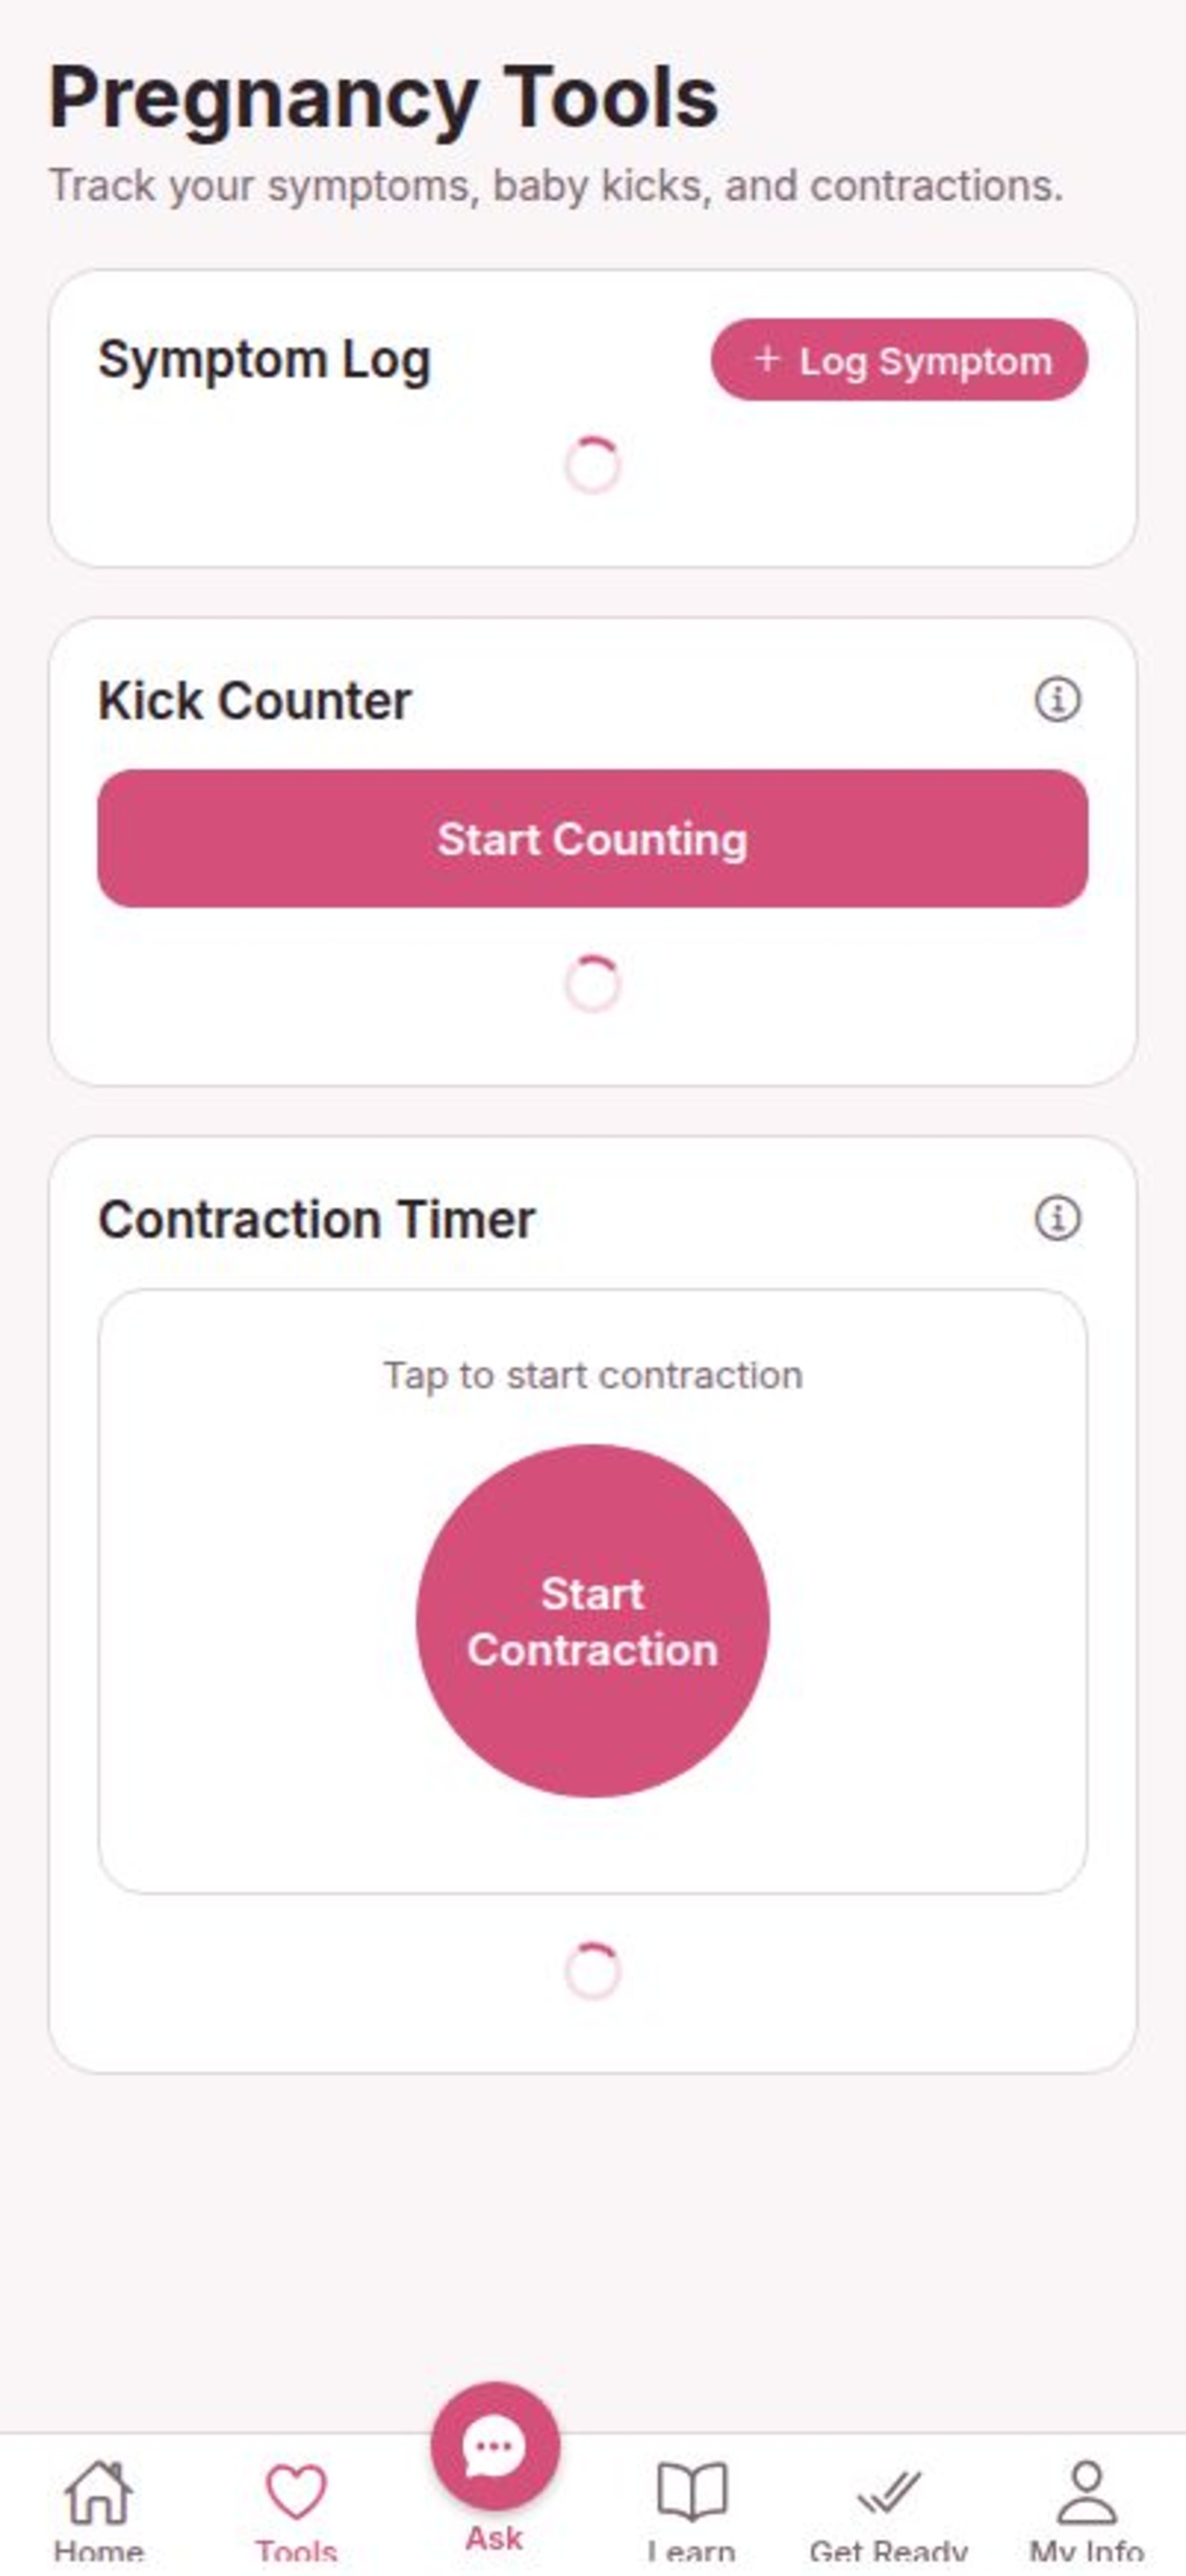 Pregnancy Tools
Track your symptoms, baby kicks, and contractions.
Symptom Log
+ Log Symptom
Kick Counter
Start Counting
Contraction Timer
Tap to start contraction
Start
Contraction
Home
Tools
Ask
Learn
Get Ready
My Info